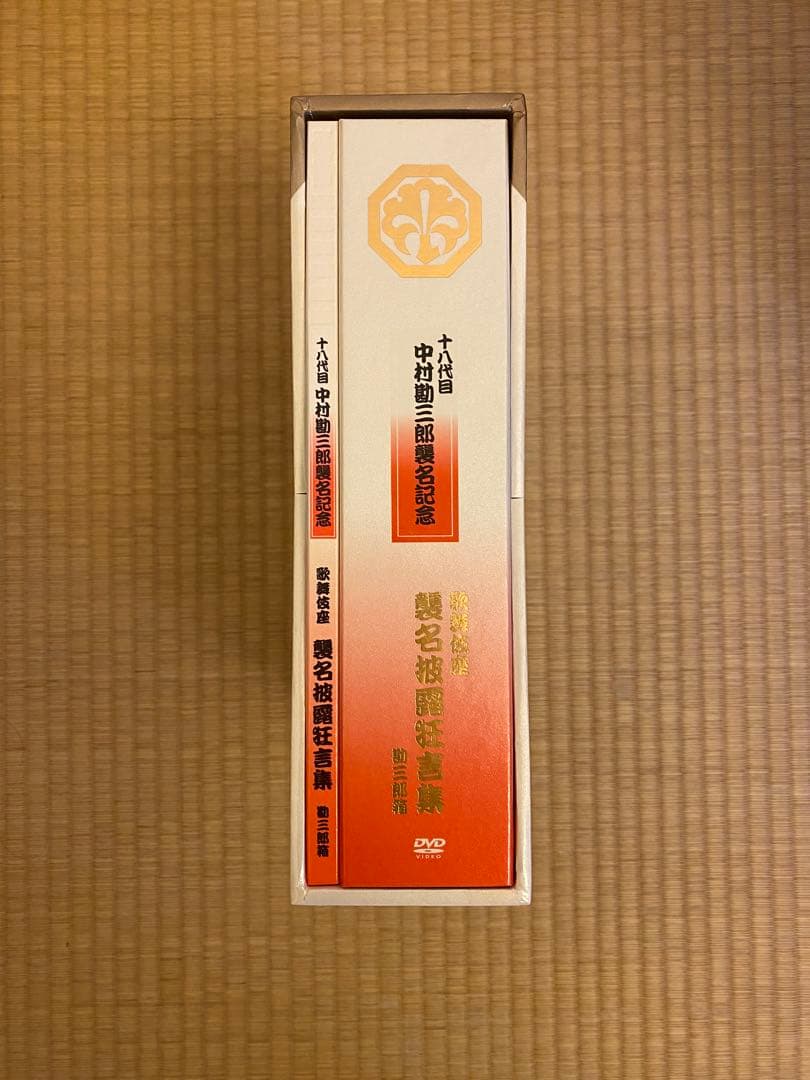 十八代目
中村勘三郎襲名記念
歌舞伎座
襲名披露狂言集
勘三郎箱
DVD
VIDEO
十八代目 中村勘三郎襲名記念 歌舞伎座 襲名披露狂言集 勘三郎箱